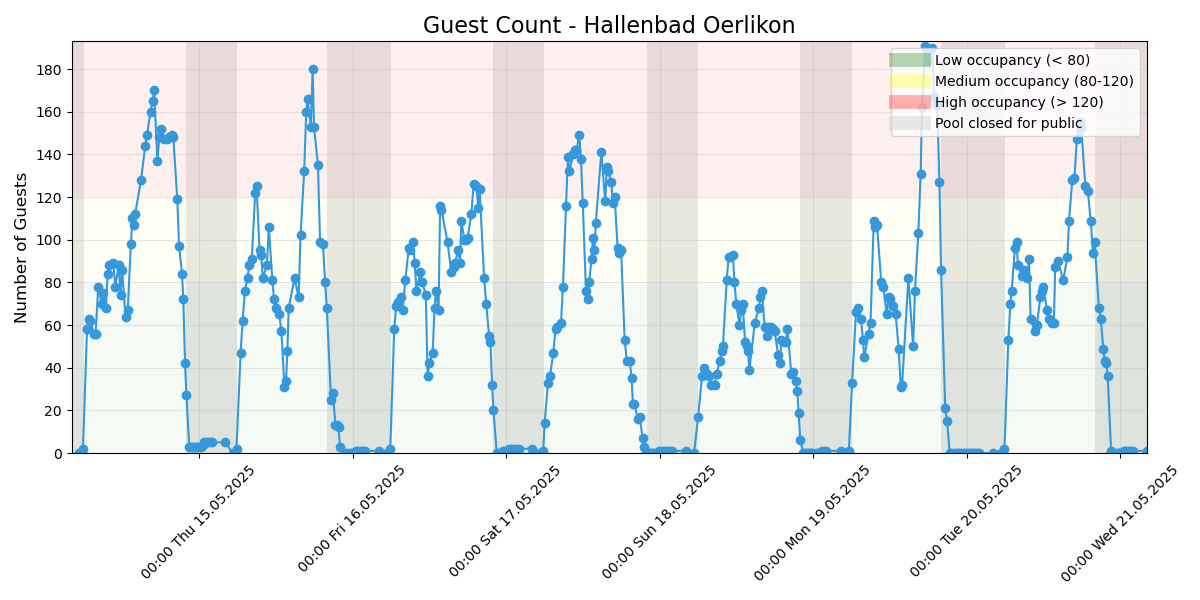 Guest Count - Hallenbad Oerlikon
Number of Guests
180
160
140
120
100
80
60
40
20
0
Low occupancy (< 80)
Medium occupancy (80-120)
High occupancy (> 120)
Pool closed for public
00:00 Thu 15.05.2025
00:00 Fri 16.05.2025
00:00 Sat 17.05.2025
00:00 Sun 18.05.2025
00:00 Mon 19.05.2025
00:00 Tue 20.05.2025
00:00 Wed 21.05.2025